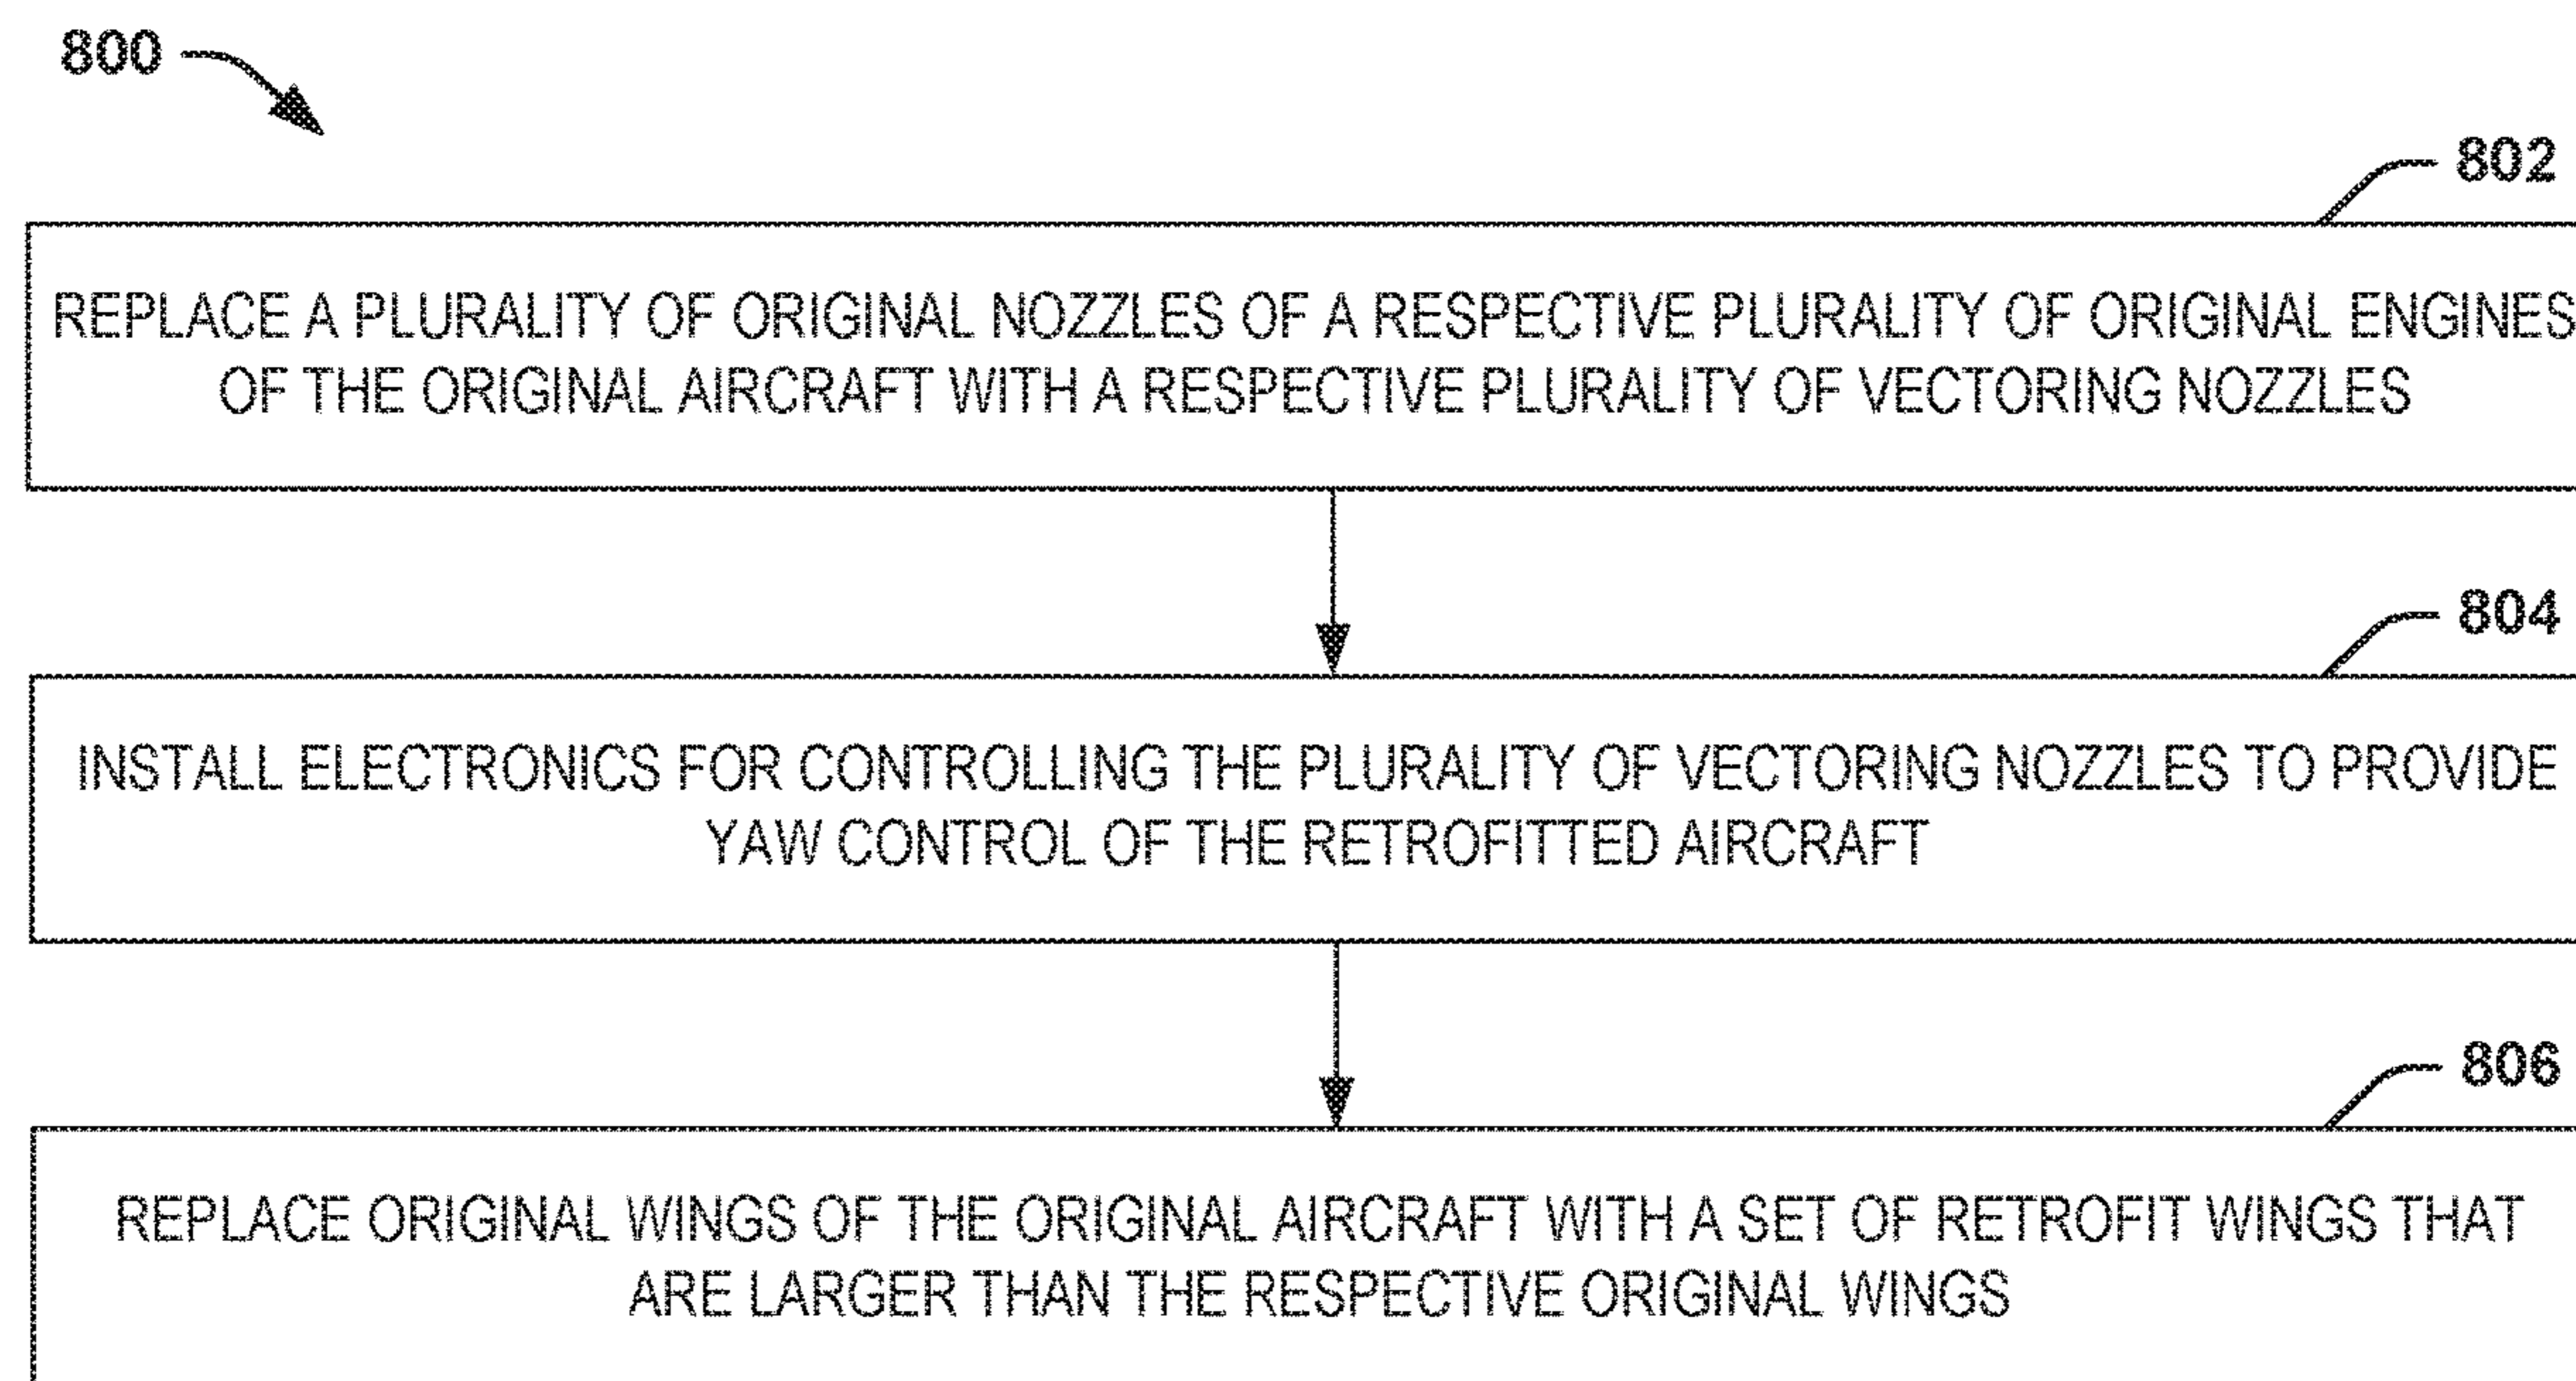 800
802
REPLACE A PLURALITY OF ORIGINAL NOZZLES OF A RESPECTIVE PLURALITY OF ORIGINAL ENGINES
OF THE ORIGINAL AIRCRAFT WITH A RESPECTIVE PLURALITY OF VECTORING NOZZLES
804
INSTALL ELECTRONICS FOR CONTROLLING THE PLURALITY OF VECTORING NOZZLES TO PROVIDE
YAW CONTROL OF THE RETROFITTED AIRCRAFT
806
REPLACE ORIGINAL WINGS OF THE ORIGINAL AIRCRAFT WITH A SET OF RETROFIT WINGS THAT
ARE LARGER THAN THE RESPECTIVE ORIGINAL WINGS